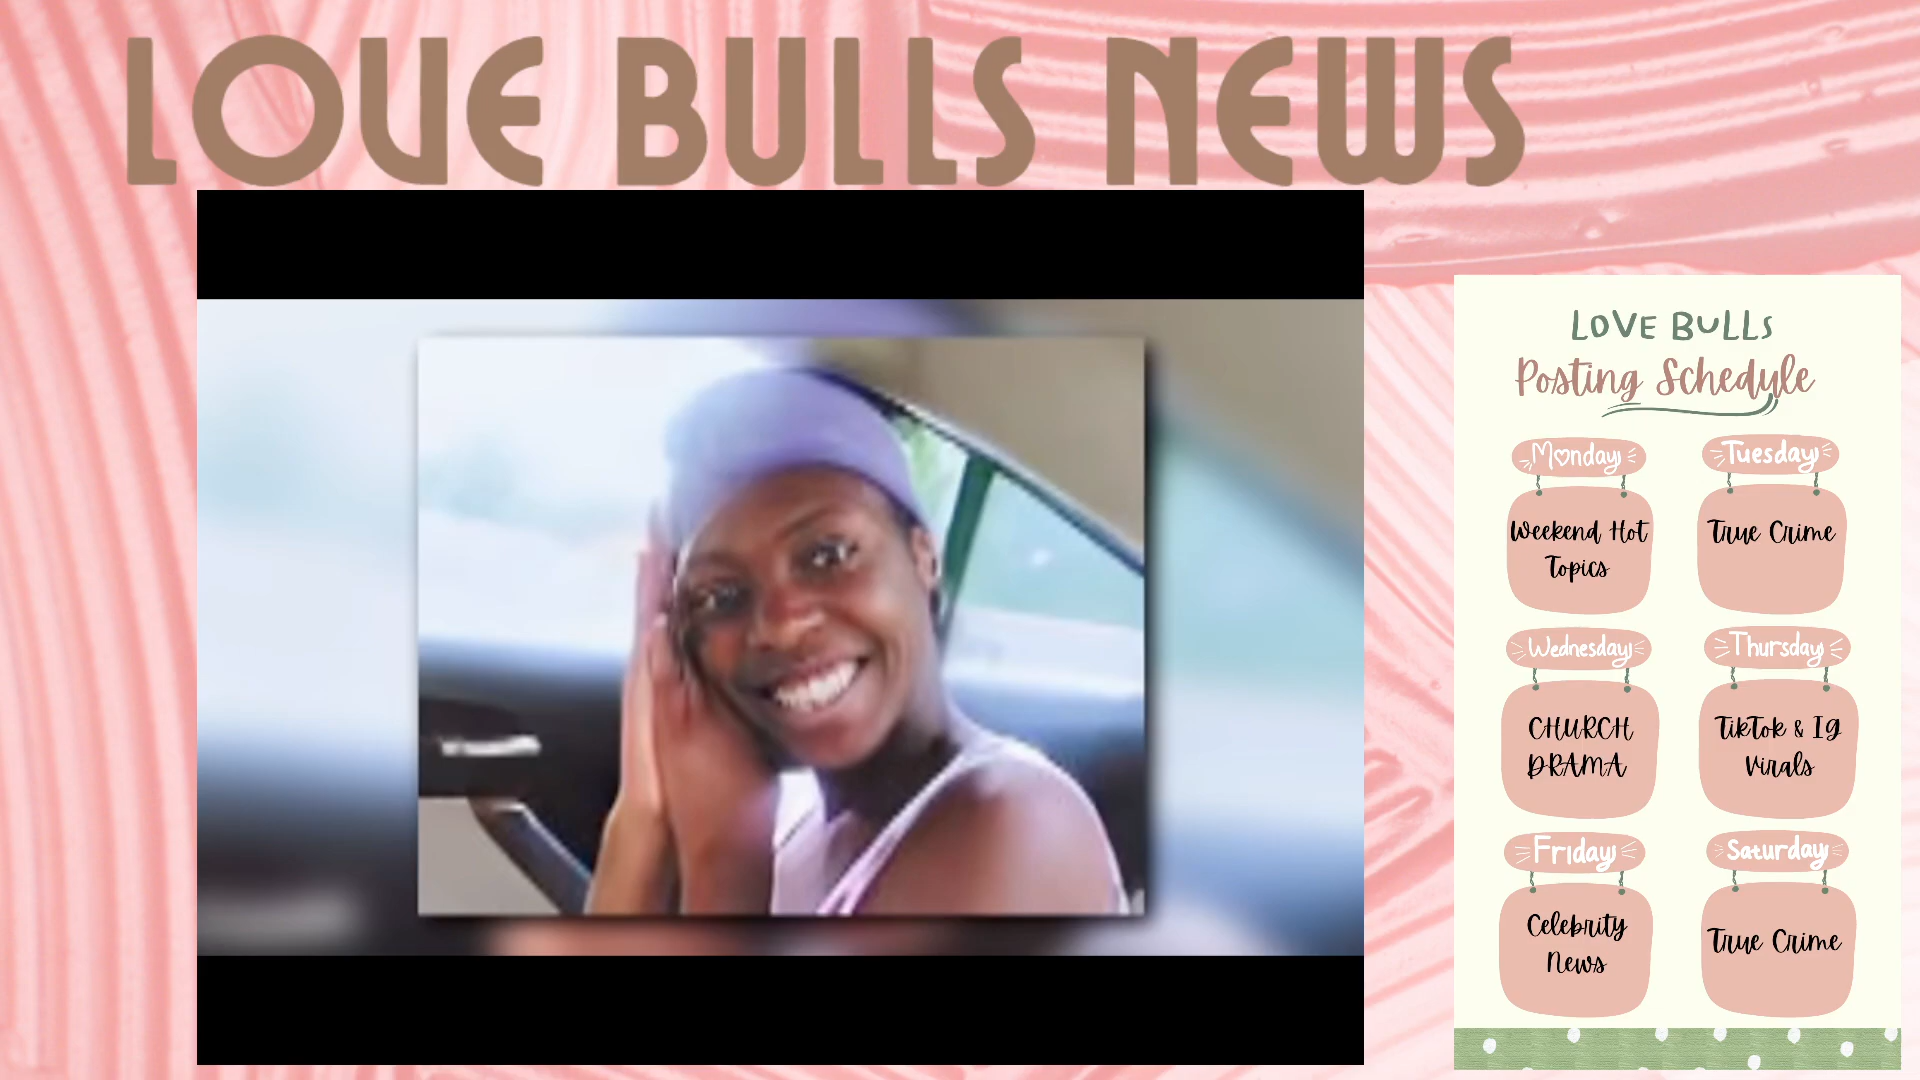 LOVE BULLS NEWS
LOVE BULLS
Posting Schedule
Monday
Tuesday
Weekend Hot
Topics
True Crime
Wednesday
Thursday
CHURCH
DRAMA
TikTok & IG
Virals
Friday
Saturday
Celebrity
News
True Crime